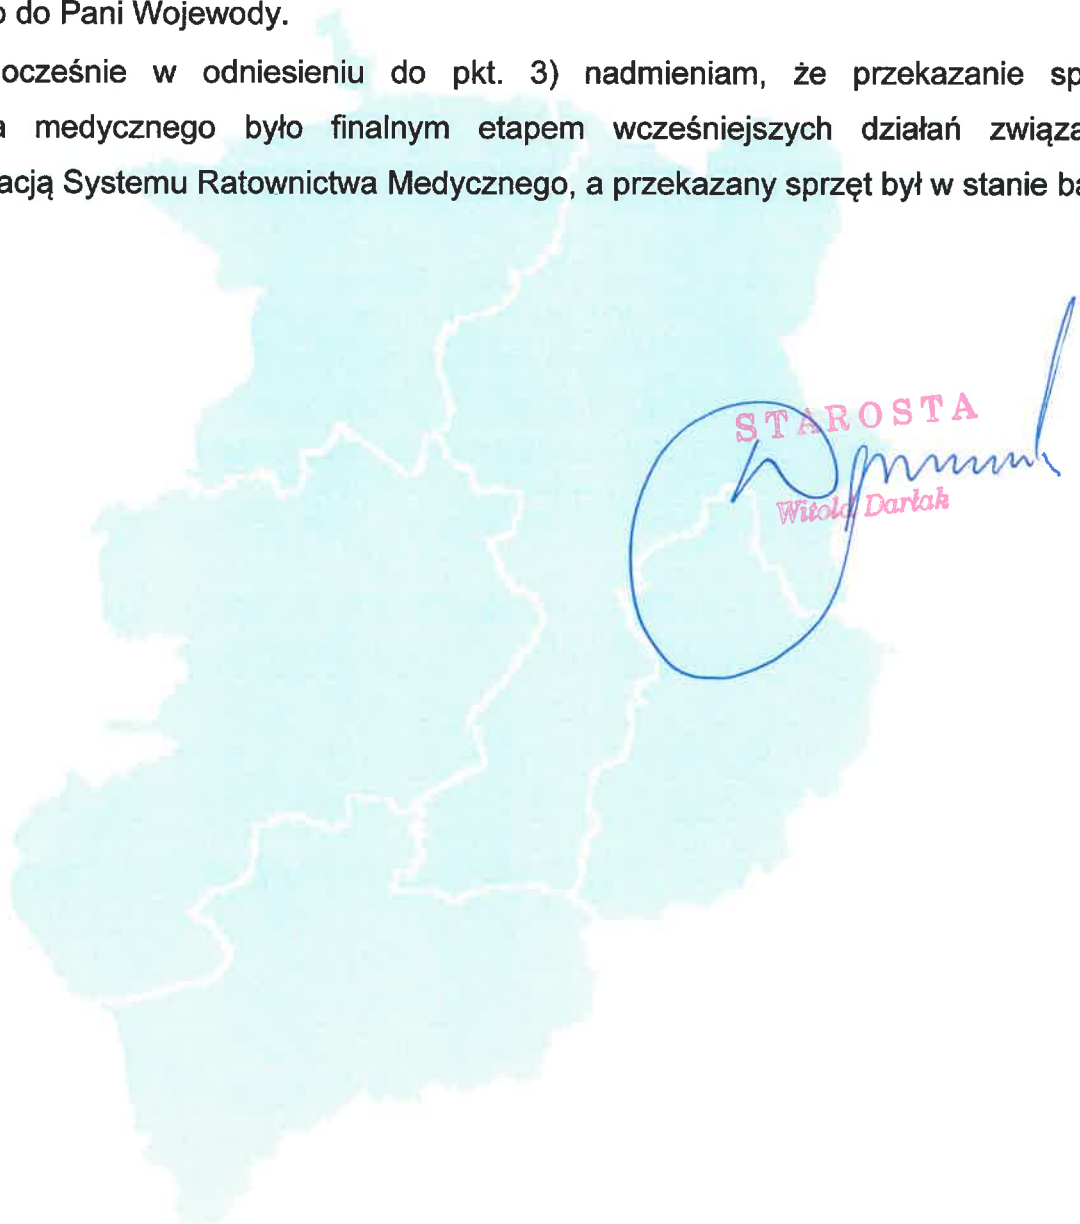 o do Pani Wojewody.
ocześnie w odniesieniu do pkt. 3) nadmieniam, że przekazanie sp
a medycznego było finalnym etapem wcześniejszych działań związa
acją Systemu Ratownictwa Medycznego, a przekazany sprzęt był w stanie ba
STAROSTA
Witold Darłak